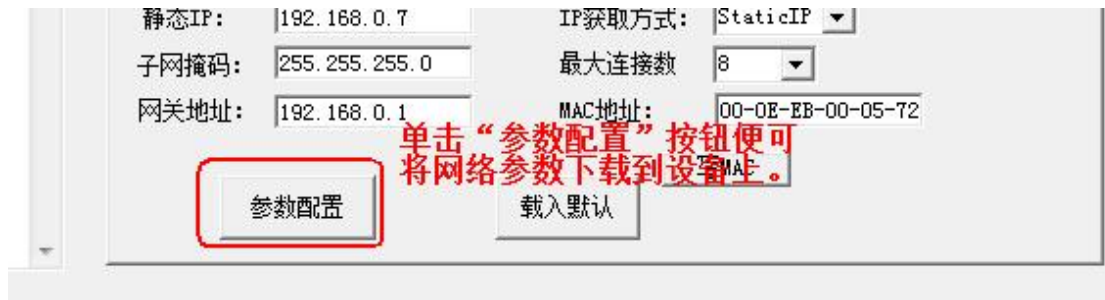 静态IP: 192.168.0.7 IP获取方式: StaticIP
子网掩码: 255.255.255.0 最大连接数 8
网关地址: 192.168.0.1 MAC地址: 00-0E-EB-00-05-72
单击“参数配置”按钮便可
将网络参数下载到设备上。
参数配置 载入默认